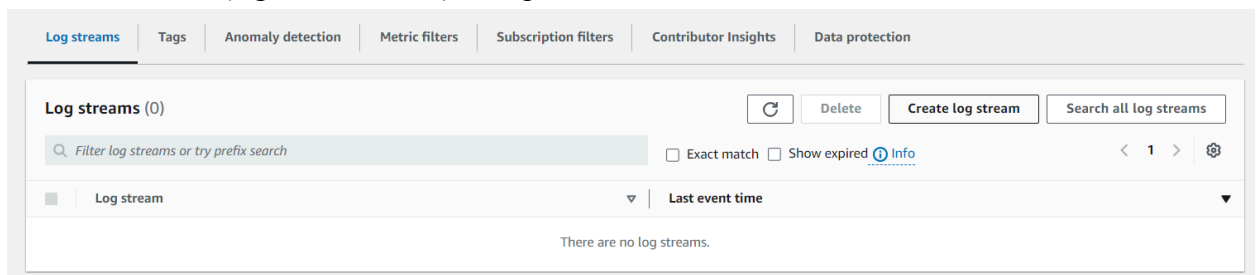 Log streams Tags Anomaly detection Metric filters Subscription filters Contributor Insights Data protection
Log streams (0) Delete Create log stream Search all log streams
Filter log streams or try prefix search Exact match Show expired Info 1
Log stream Last event time
There are no log streams.